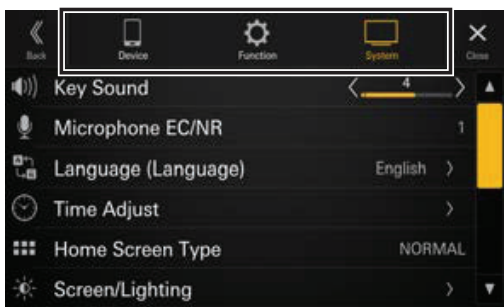 Back Device Function System Close
Key Sound 4
Microphone EC/NR 1
Language (Language) English
Time Adjust
Home Screen Type NORMAL
Screen/Lighting